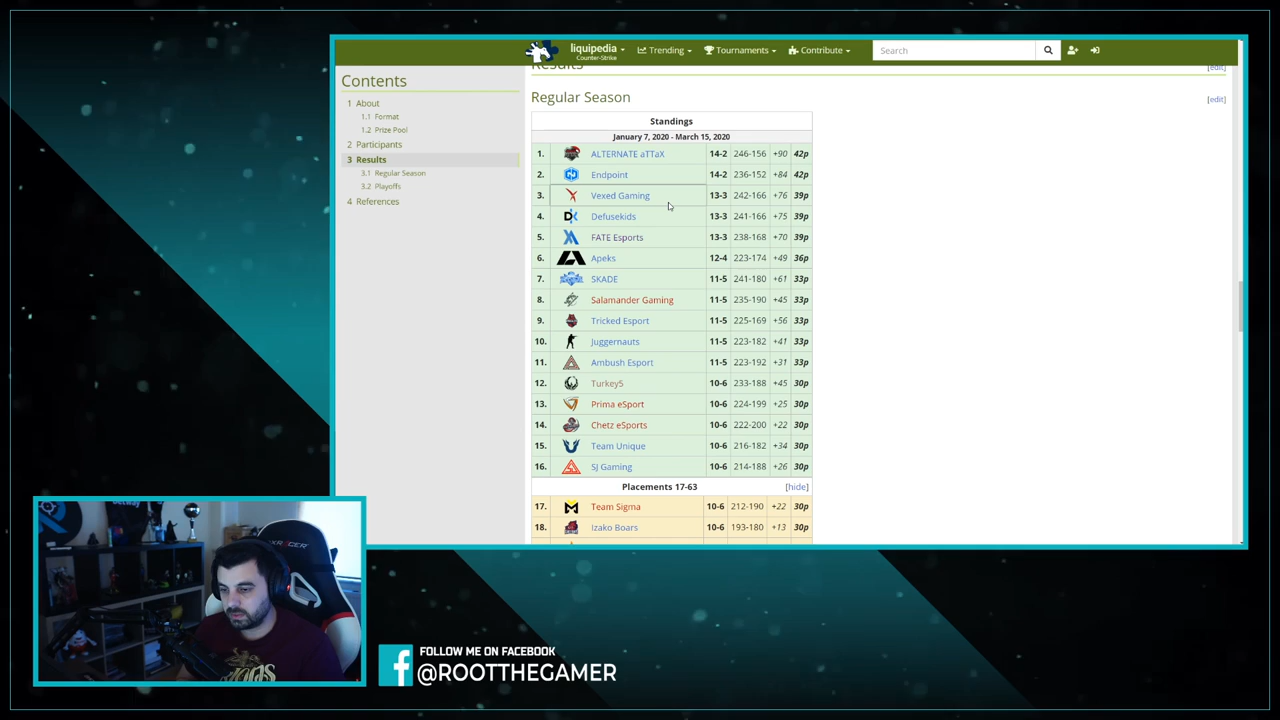 liquipedia
Counter-Strike
Trending
Tournaments
Contribute
Search
Contents
1 About
1.1 Format
1.2 Prize Pool
2 Participants
3 Results
3.1 Regular Season
3.2 Playoffs
4 References
Results [edit]
Regular Season [edit]
Standings
January 7, 2020 - March 15, 2020
1. ALTERNATE aTTaX 14-2 246-156 +90 42p
2. Endpoint 14-2 236-152 +84 42p
3. Vexed Gaming 13-3 242-166 +76 39p
4. Defusekids 13-3 241-166 +75 39p
5. FATE Esports 13-3 238-168 +70 39p
6. Apeks 12-4 223-174 +49 36p
7. SKADE 11-5 241-180 +61 33p
8. Salamander Gaming 11-5 235-190 +45 33p
9. Tricked Esport 11-5 225-169 +56 33p
10. Juggernauts 11-5 223-182 +41 33p
11. Ambush Esport 11-5 223-192 +31 33p
12. Turkey5 10-6 233-188 +45 30p
13. Prima eSport 10-6 224-199 +25 30p
14. Chetz eSports 10-6 222-200 +22 30p
15. Team Unique 10-6 216-182 +34 30p
16. SJ Gaming 10-6 214-188 +26 30p
Placements 17-63 [hide]
17. Team Sigma 10-6 212-190 +22 30p
18. Izako Boars 10-6 193-180 +13 30p
FOLLOW ME ON FACEBOOK
@ROOTTHEGAMER